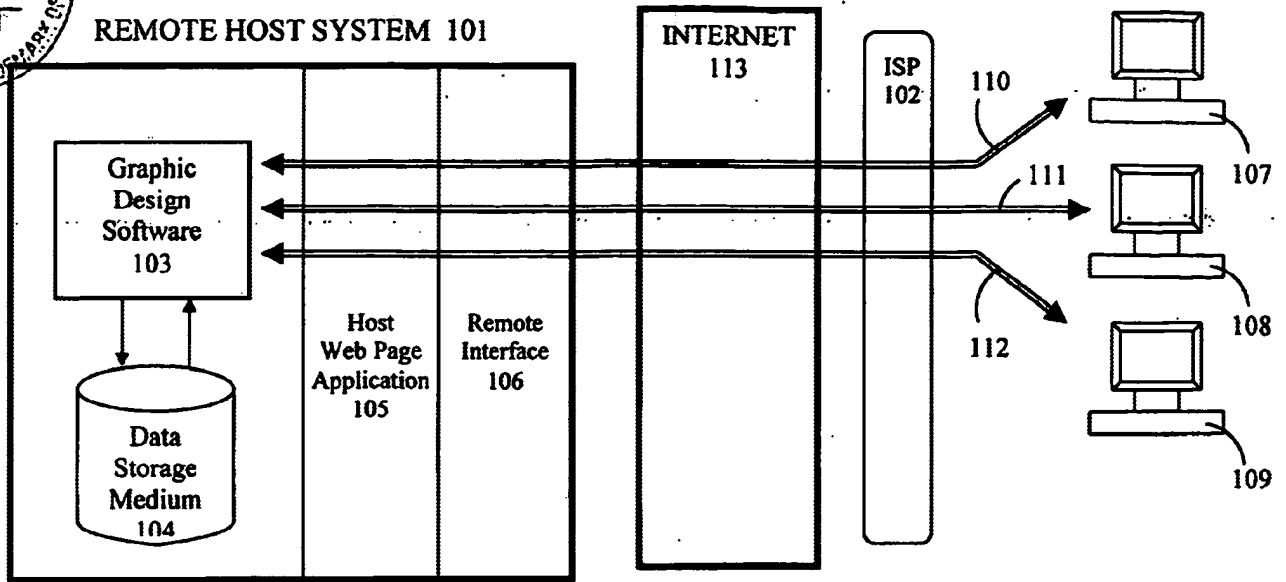 REMOTE HOST SYSTEM 101
INTERNET
113
ISP
102
110
107
Graphic
Design
Software
103
111
108
Host
Web Page
Application
105
Remote
Interface
106
112
109
Data
Storage
Medium
104